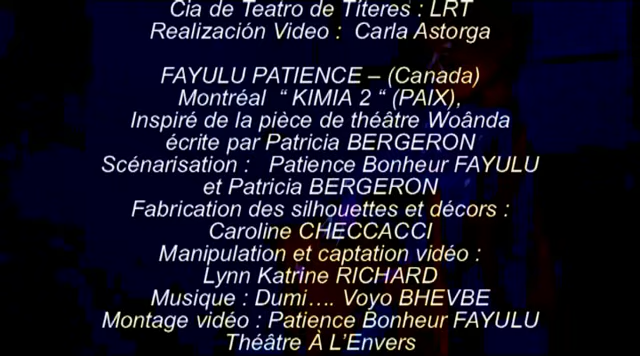 Cia de Teatro de Títeres : LRT
Realización Video :  Carla Astorga
FAYULU PATIENCE – (Canada)
Montréal  “ KIMIA 2 “ (PAIX),
Inspiré de la pièce de théâtre Woânda
écrite par Patricia BERGERON
Scénarisation :   Patience Bonheur FAYULU
et Patricia BERGERON
Fabrication des silhouettes et décors :
Caroline CHECCACCI
Manipulation et captation vidéo :
Lynn Katrine RICHARD
Musique : Dumi…. Voyo BHEVBE
Montage vidéo : Patience Bonheur FAYULU
Théâtre À L’Envers